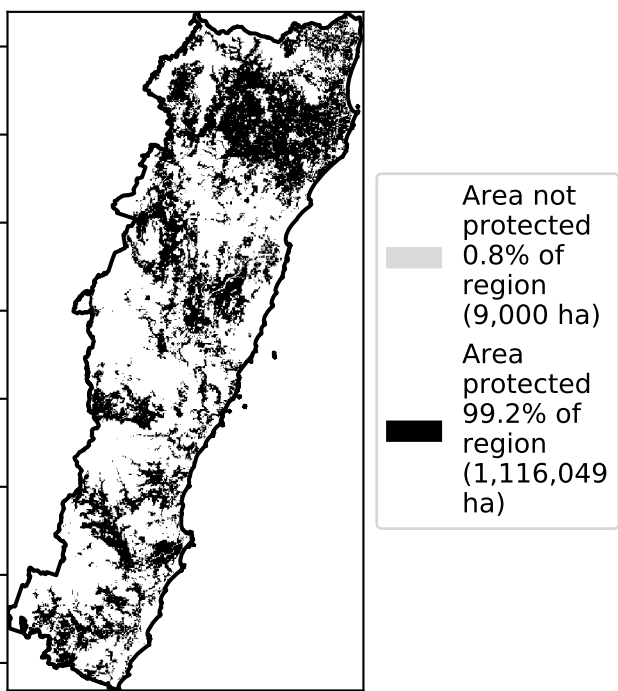 Area not
protected
0.8% of
region
(9,000 ha)
Area
protected
99.2% of
region
(1,116,049
ha)